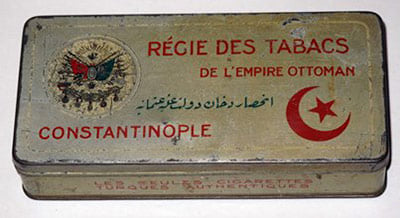 RÉGIE DES TABACS
DE L'EMPIRE OTTOMAN
انحصار دخان دولت عليه عثمانيه
CONSTANTINOPLE
LES SEULES CIGARETTES
TURQUES AUTHENTIQUES